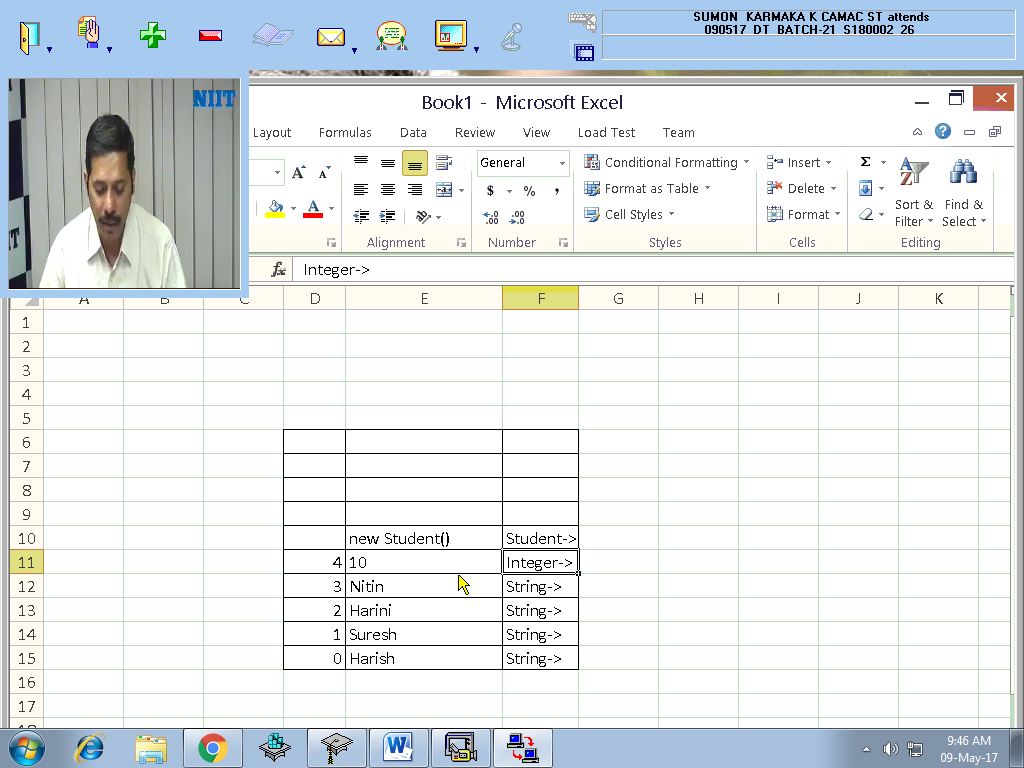 SUMON KARMAKA K CAMAC ST attends
090517 DT BATCH-21 S180002 26
NIIT
IT
Book1 - Microsoft Excel
Layout Formulas Data Review View Load Test Team
General
Conditional Formatting
Format as Table
Cell Styles
Insert
Delete
Format
Σ
Sort & Filter
Find & Select
A A
A
$ % ,
Alignment Number Styles Cells Editing
fx Integer->
A B C D E F G H I J K
1
2
3
4
5
6
7
8
9
10 new Student() Student->
11 4 10 Integer->
12 3 Nitin String->
13 2 Harini String->
14 1 Suresh String->
15 0 Harish String->
16
17
18
9:46 AM
09-May-17